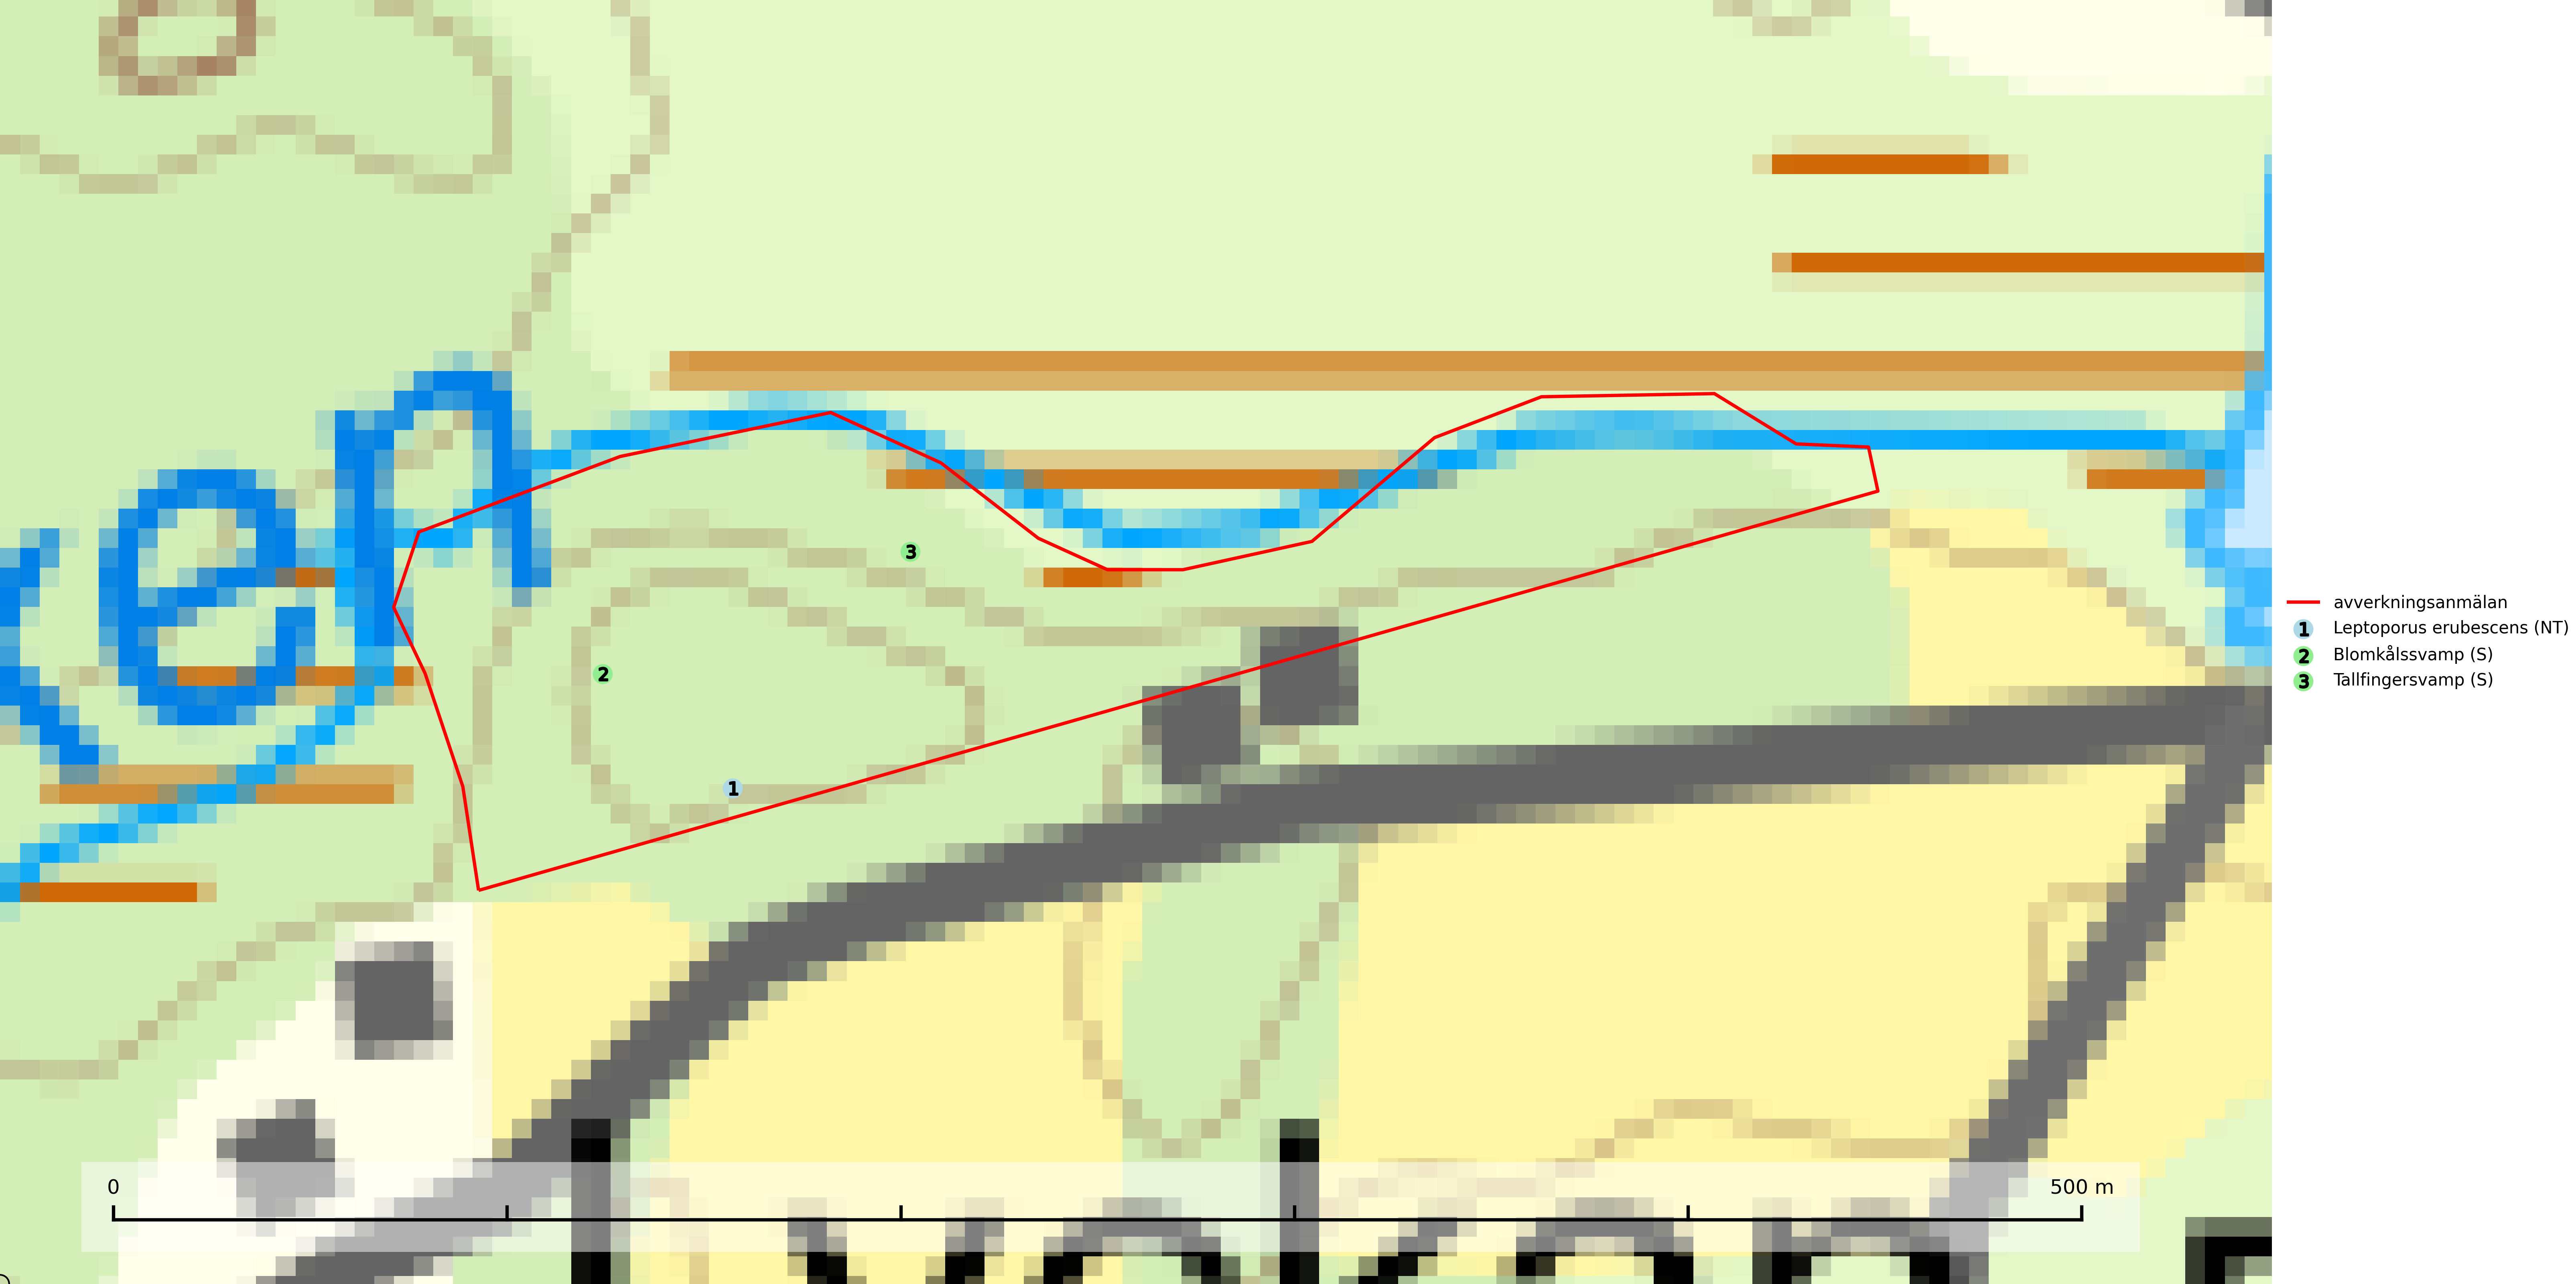 3
2
1
0
500 m
avverkningsanmälan
1 Leptoporus erubescens (NT)
2 Blomkålssvamp (S)
3 Tallfingersvamp (S)